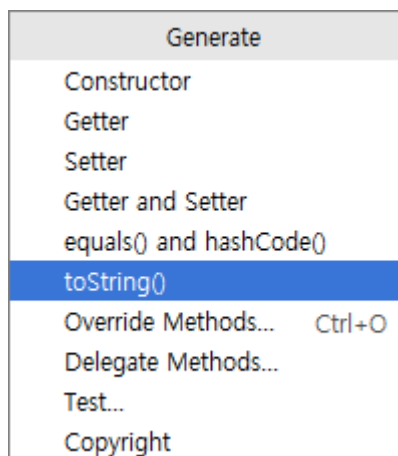 Generate
Constructor
Getter
Setter
Getter and Setter
equals() and hashCode()
toString()
Override Methods... Ctrl+O
Delegate Methods...
Test...
Copyright